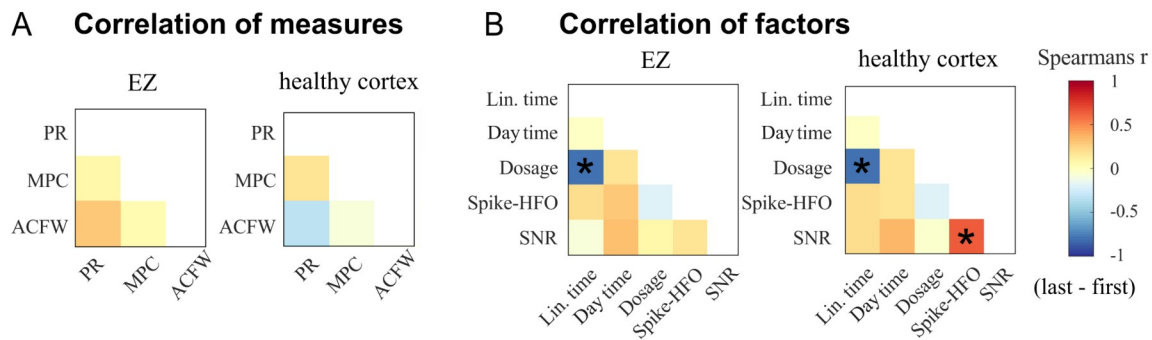 A Correlation of measures
EZ
healthy cortex
PR
MPC
ACFW
PR
MPC
ACFW
PR
MPC
ACFW
PR
MPC
ACFW
B Correlation of factors
EZ
Lin. time
Day time
Dosage
*
Spike-HFO
SNR
Lin. time
Day time
Dosage
Spike-HFO
SNR
healthy cortex
Lin. time
Day time
Dosage
*
Spike-HFO
SNR
*
Lin. time
Day time
Dosage
Spike-HFO
SNR
Spearmans r
1
0.5
0
-0.5
-1
(last - first)